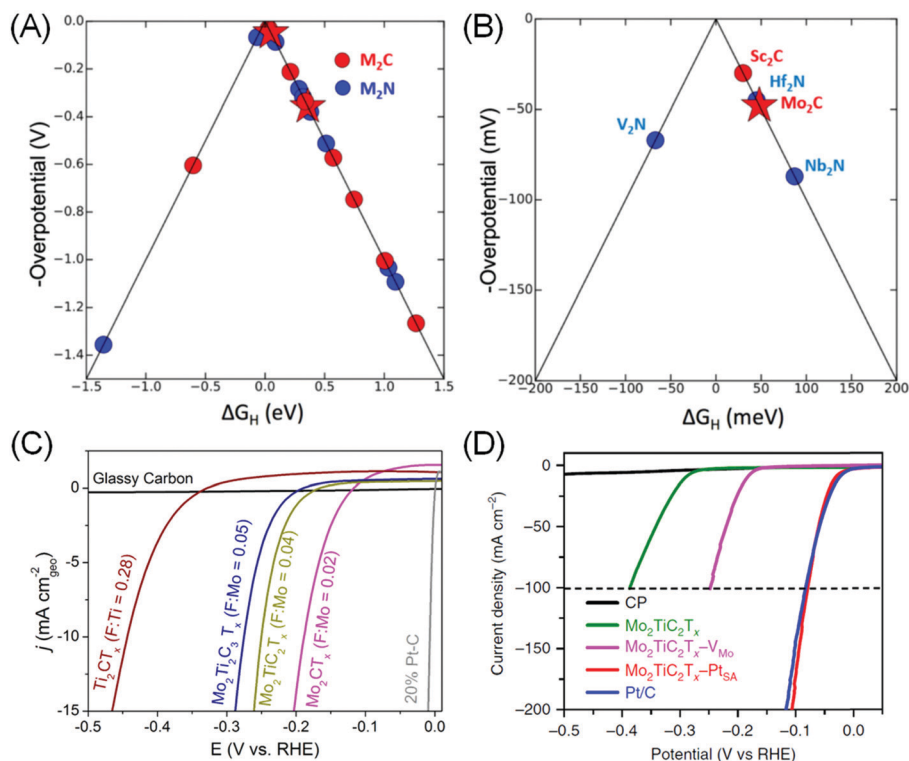 (A)
0.0
−0.2
−0.4
−0.6
−0.8
−1.0
−1.2
−1.4
-Overpotential (V)
M₂C
M₂N
−1.5
−1.0
−0.5
0.0
0.5
1.0
1.5
ΔG_H (eV)
(B)
0
−50
−100
−150
−200
-Overpotential (mV)
Sc₂C
Hf₂N
Mo₂C
V₂N
Nb₂N
−200
−150
−100
−50
0
50
100
150
200
ΔG_H (meV)
(C)
Glassy Carbon
0
-5
-10
-15
j (mA cm⁻²geo)
Ti₂CTₓ (F:Ti = 0.28)
Mo₂Ti₂C₃Tₓ (F:Mo = 0.05)
Mo₂TiC₂Tₓ (F:Mo = 0.04)
Mo₂CTₓ (F:Mo = 0.02)
20% Pt-C
-0.5
-0.4
-0.3
-0.2
-0.1
0.0
E (V vs. RHE)
(D)
0
−50
−100
−150
−200
Current density (mA cm⁻²)
CP
Mo₂TiC₂Tₓ
Mo₂TiC₂Tₓ–V_Mo
Mo₂TiC₂Tₓ–Pt_SA
Pt/C
−0.5
−0.4
−0.3
−0.2
−0.1
0.0
Potential (V vs RHE)